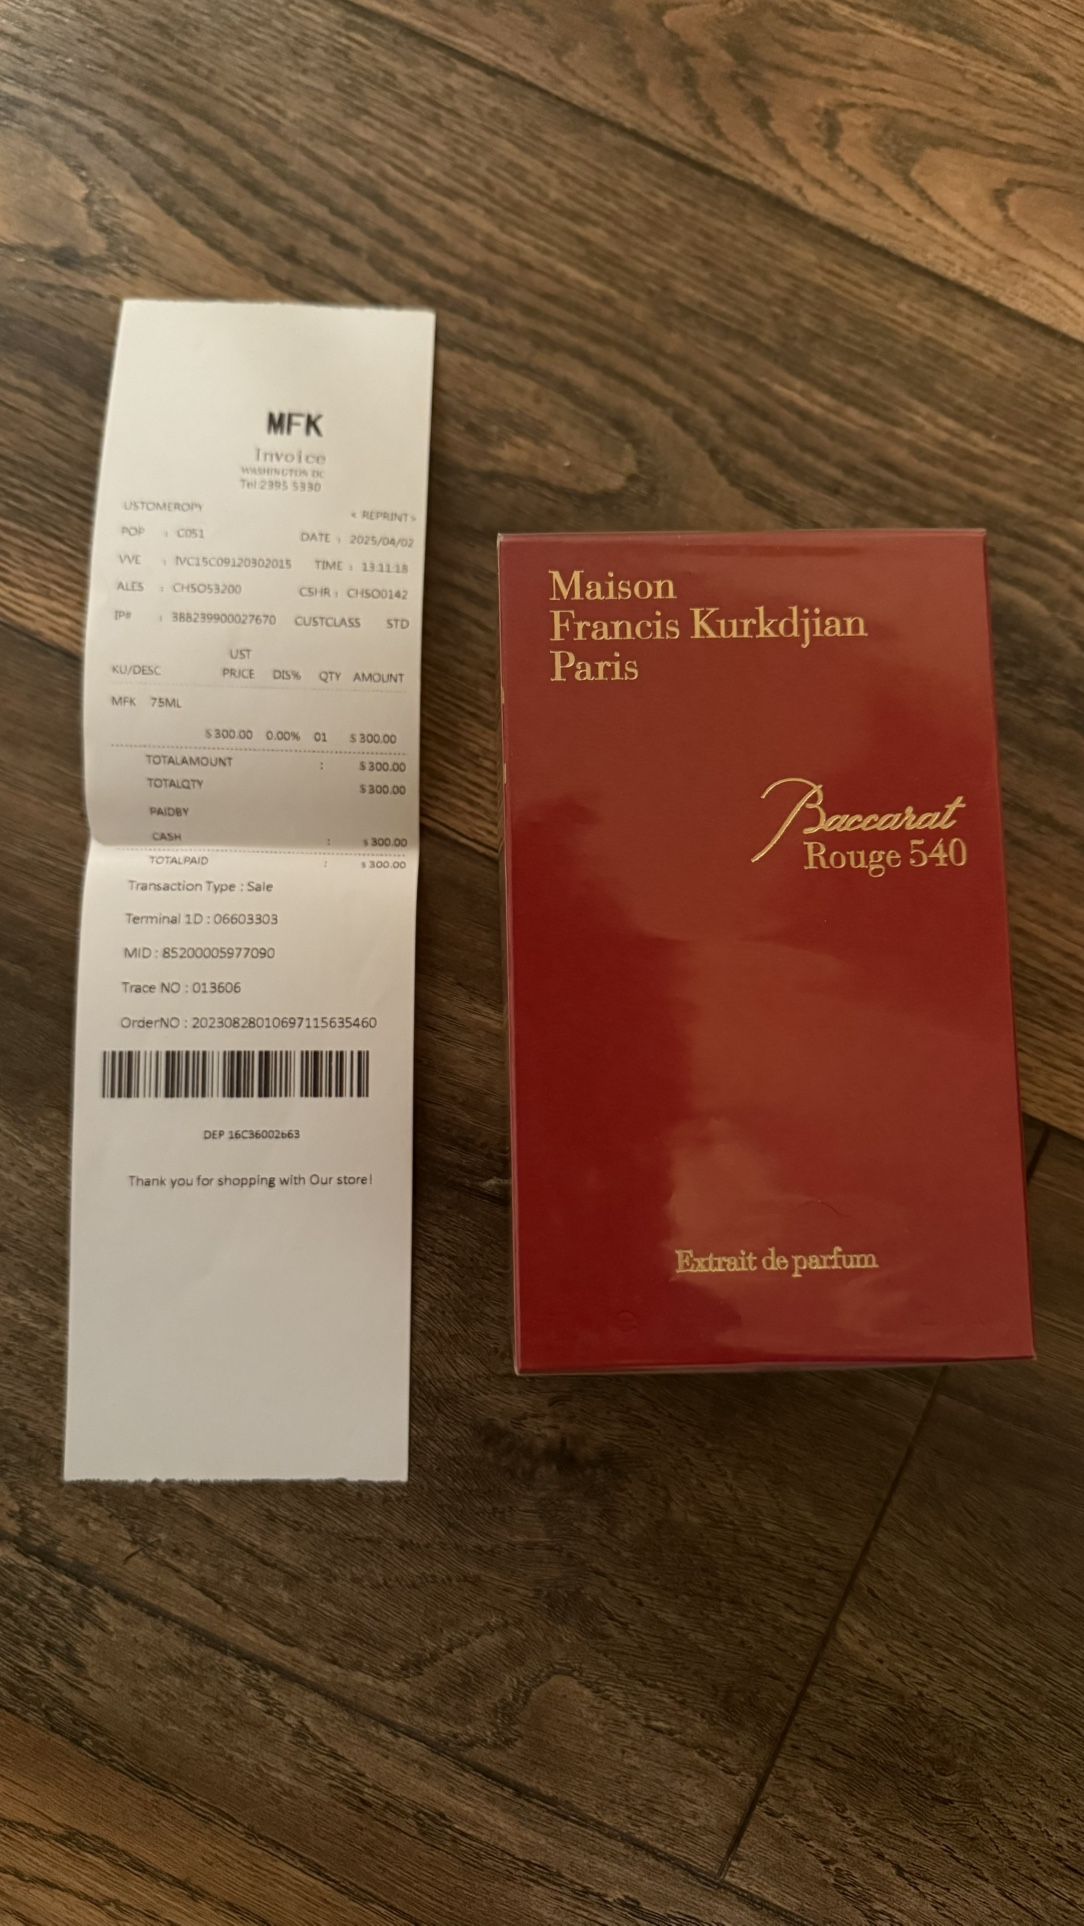 MFK
Invoice
WASHINGTON DC
Tel:2395 5330
USTOMEROPY
< REPRINT>
POP : C051 DATE : 2025/04/02
VVE : IVC15C09120302015 TIME : 13:11:18
ALES : CHSO53200 CSHR : CHSO0142
IP# : 388239900027670 CUSTCLASS STD
UST
KU/DESC PRICE DIS% QTY AMOUNT
MFK 75ML
$300.00 0.00% 01 $300.00
TOTALAMOUNT : $300.00
TOTALQTY $300.00
PAIDBY
CASH : $300.00
TOTALPAID : $300.00
Transaction Type : Sale
Terminal 1D : 06603303
MID : 85200005977090
Trace NO : 013606
OrderNO : 20230828010697115635460
DEP 16C36002663
Thank you for shopping with Our store!
Maison
Francis Kurkdjian
Paris
Baccarat
Rouge 540
Extrait de parfum